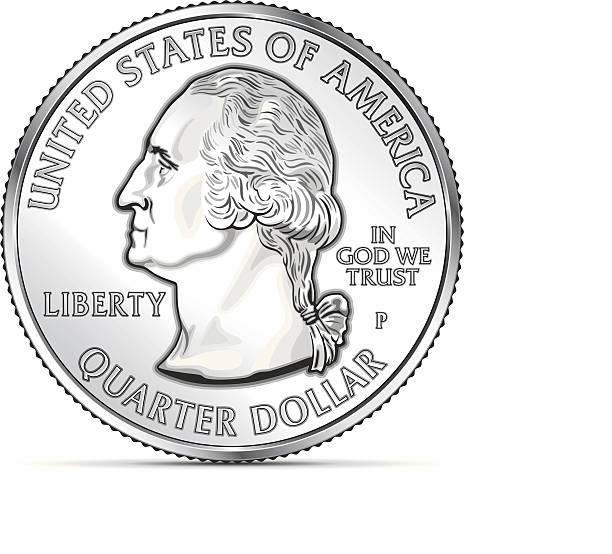 UNITED STATES OF AMERICA
IN
GOD WE
TRUST
LIBERTY
P
QUARTER DOLLAR